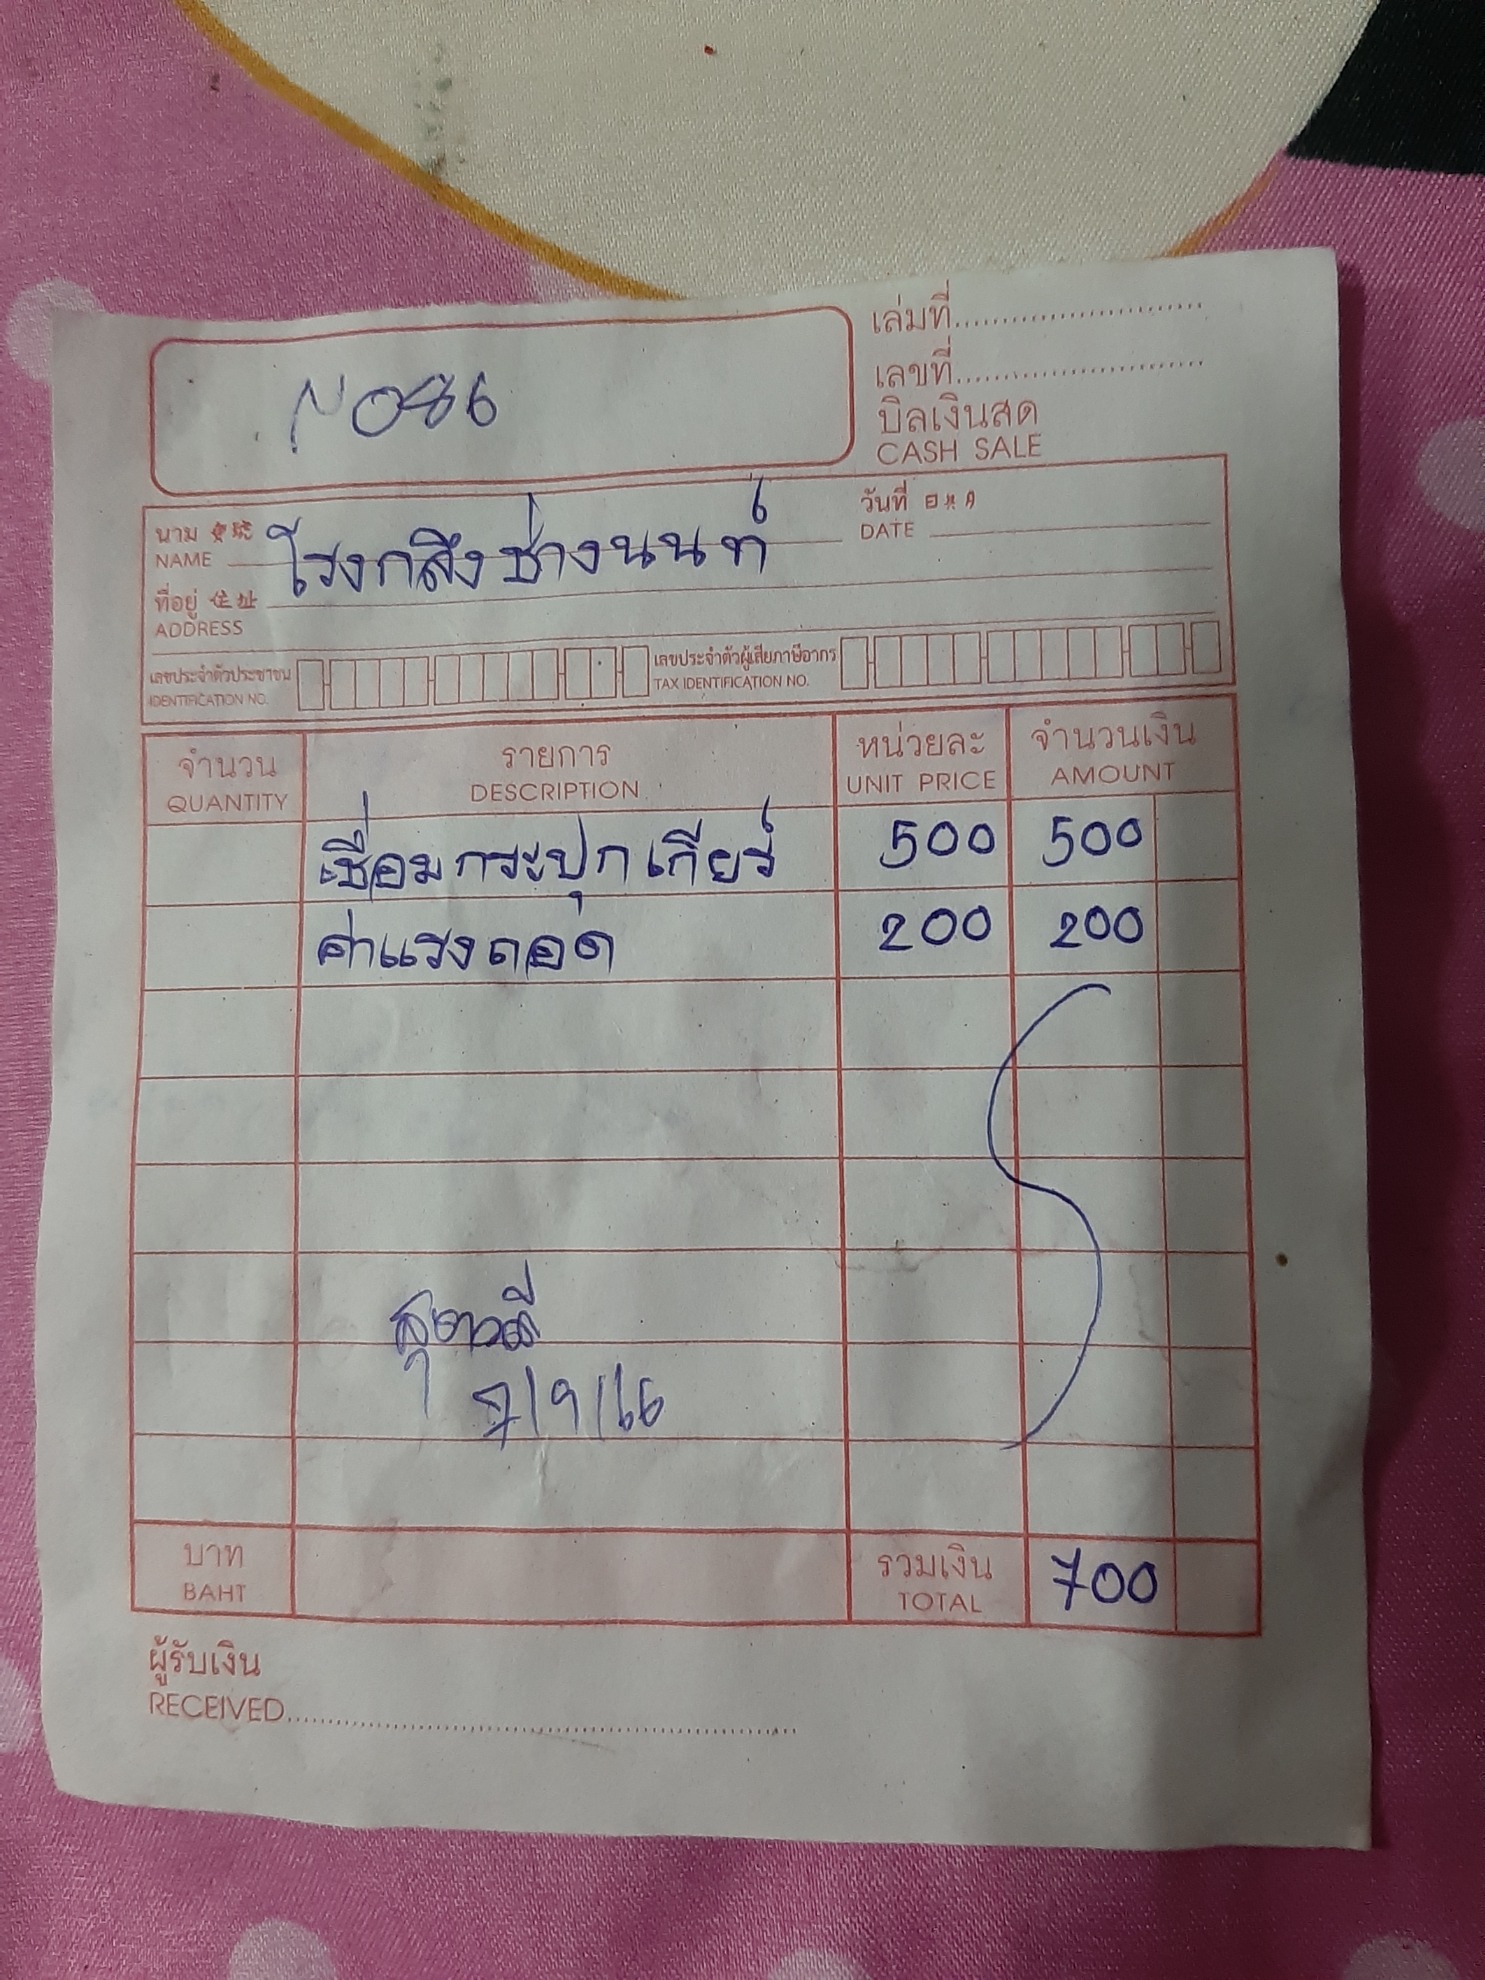 เล่มที่
เลขที่
บิลเงินสด
CASH SALE
N086
นาม
NAME
โรงกลึงช่างนนท์
วันที่
DATE
ที่อยู่ 住址
ADDRESS
เลขประจำตัวประชาชน
IDENTIFICATION NO.
เลขประจำตัวผู้เสียภาษีอากร
TAX IDENTIFICATION NO.
จำนวน รายการ หน่วยละ จำนวนเงิน
QUANTITY DESCRIPTION UNIT PRICE AMOUNT
เชื่อมกระปุกเกียร์ 500 500
ค่าแรงถอด 200 200
/9/66
บาท รวมเงิน 700
BAHT TOTAL
ผู้รับเงิน
RECEIVED